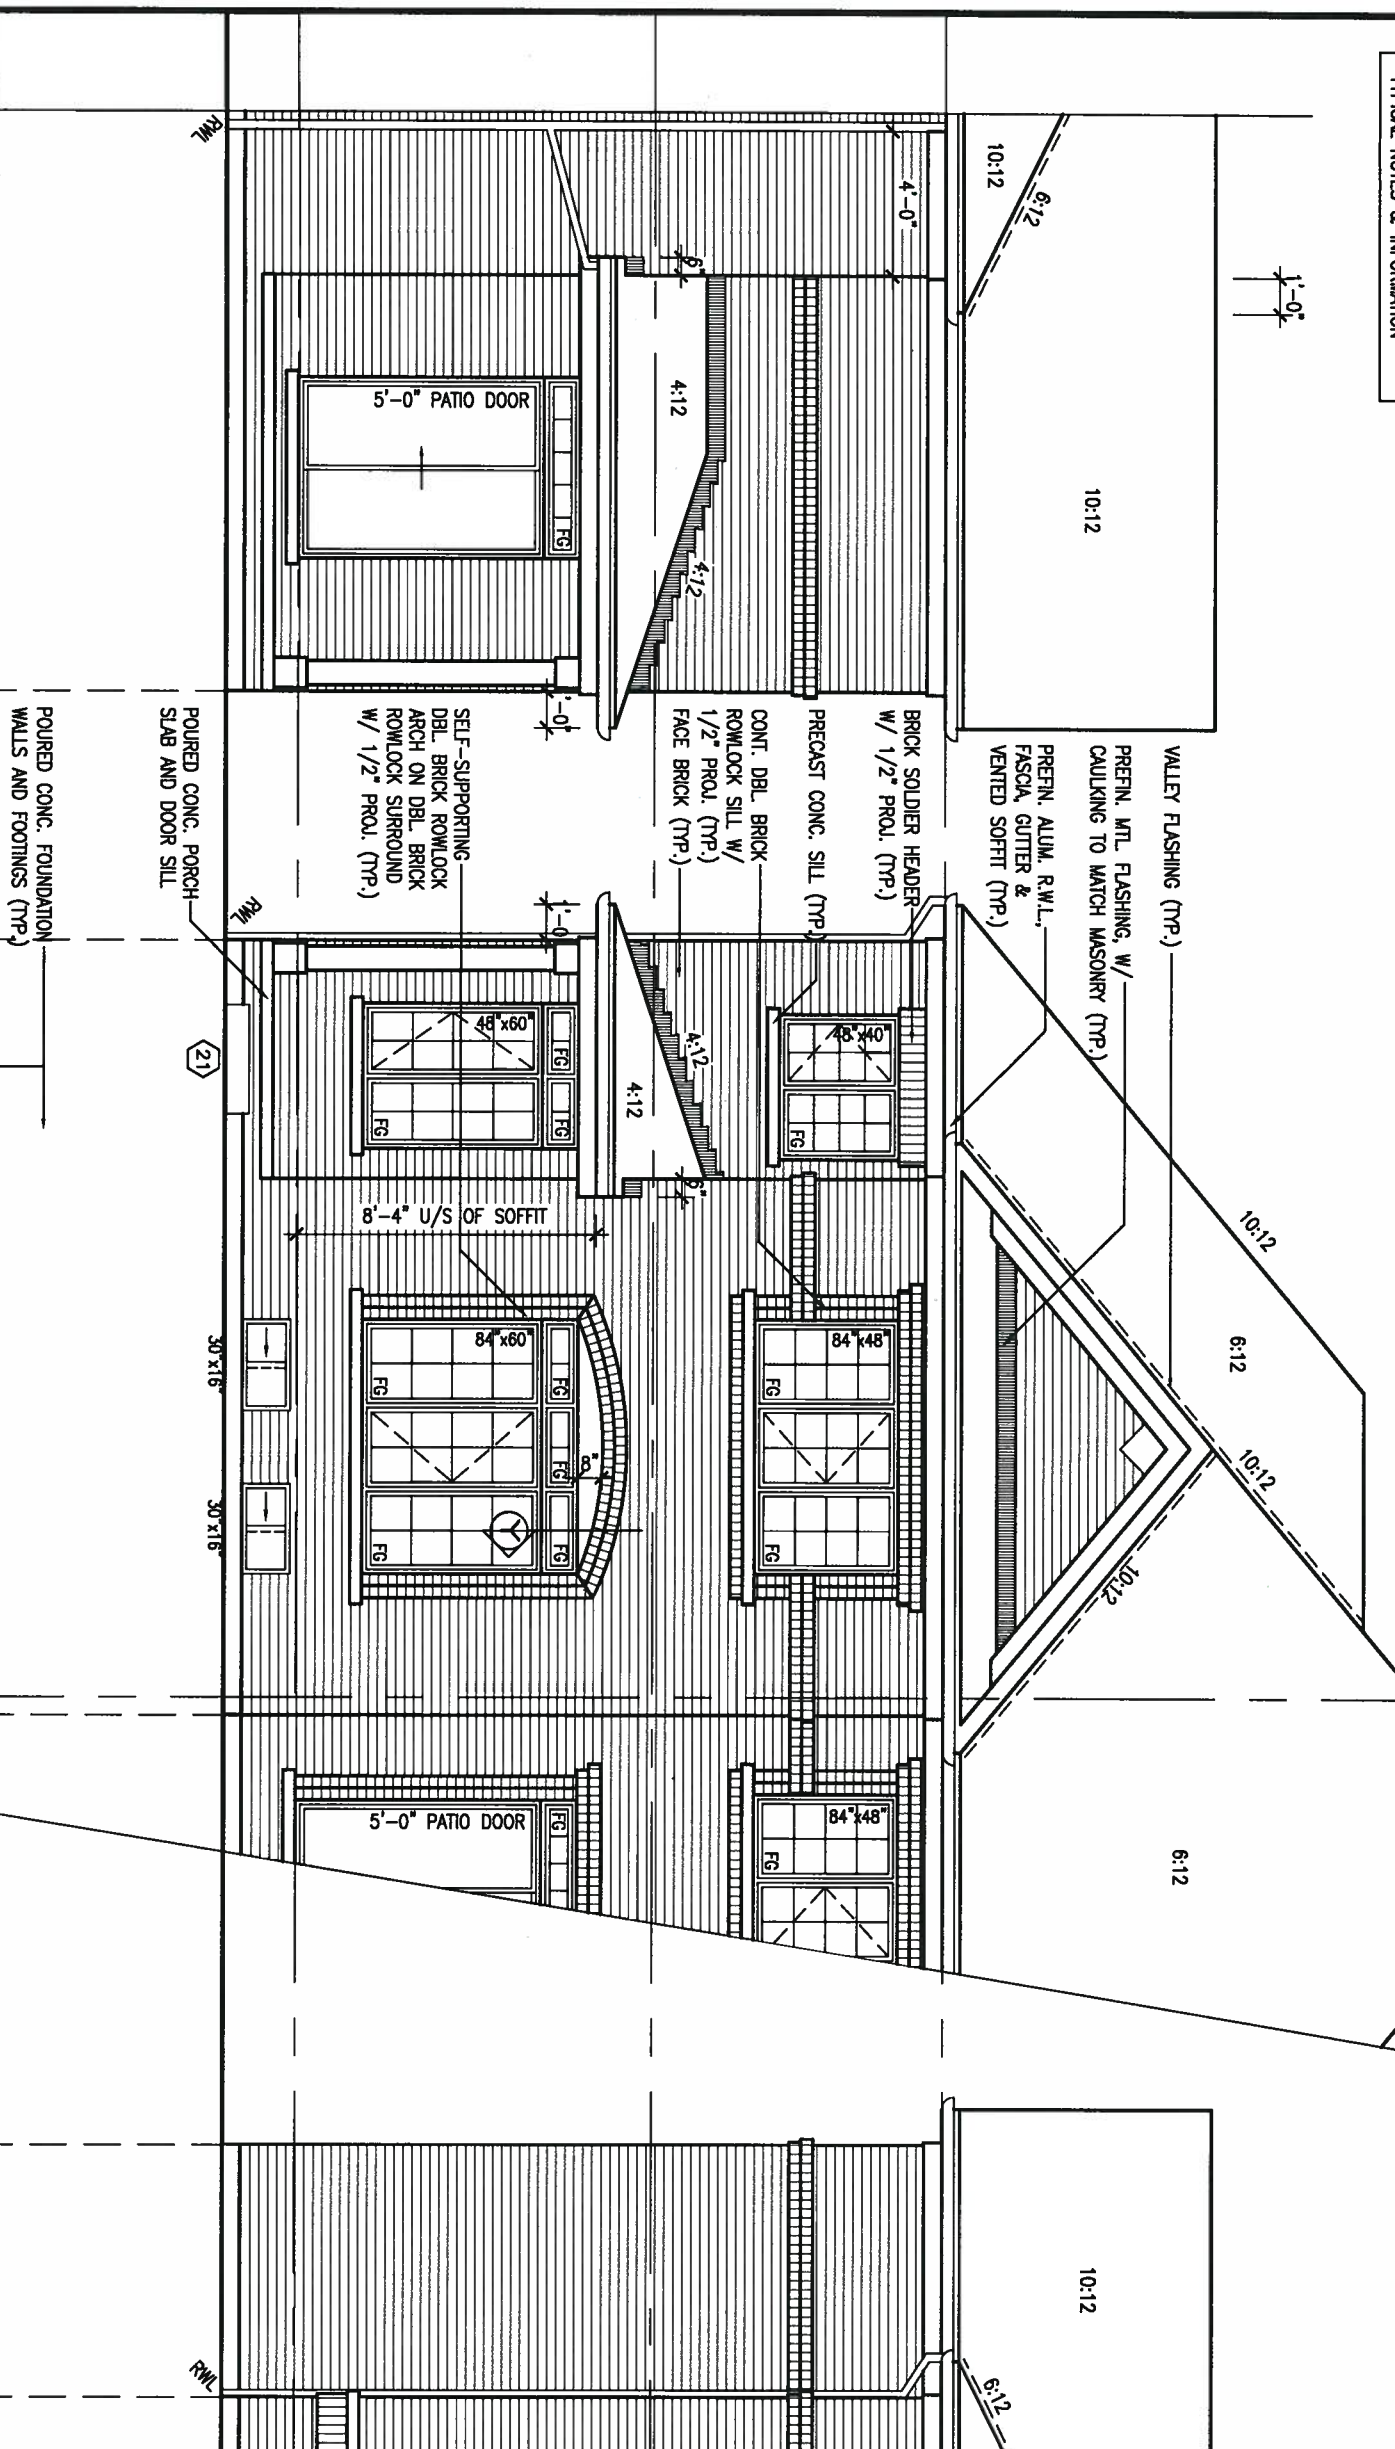 TYPICAL NOTES & INFORMATION
1'-0"
10:12
6:12
10:12
4'-0"
6"
4:12
4:12
5'-0" PATIO DOOR
FG
RWL
1'-0"
VALLEY FLASHING (TYP.)
PREFIN. MTL. FLASHING, W/
CAULKING TO MATCH MASONRY (TYP.)
PREFIN. ALUM. R.W.L.,
FASCIA, GUTTER &
VENTED SOFFIT (TYP.)
BRICK SOLDIER HEADER
W/ 1/2" PROJ. (TYP.)
PRECAST CONC. SILL (TYP.)
CONT. DBL. BRICK
ROWLOCK SILL W/
1/2" PROJ. (TYP.)
FACE BRICK (TYP.)
SELF-SUPPORTING
DBL. BRICK ROWLOCK
ARCH ON DBL. BRICK
ROWLOCK SURROUND
W/ 1/2" PROJ. (TYP.)
POURED CONC. PORCH
SLAB AND DOOR SILL
POURED CONC. FOUNDATION
WALLS AND FOOTINGS (TYP.)
RWL
1'-0
10:12
6:12
10:12
10:12
48"x40"
FG
4:12
4:12
6"
48"x60"
FG
FG
FG
21
8'-4" U/S OF SOFFIT
84"x48"
FG
FG
84"x60"
FG
FG
FG
FG
FG
8"
Y
30"x16"
30"x16"
6:12
84"x48"
FG
5'-0" PATIO DOOR
FG
10:12
6:12
RWL